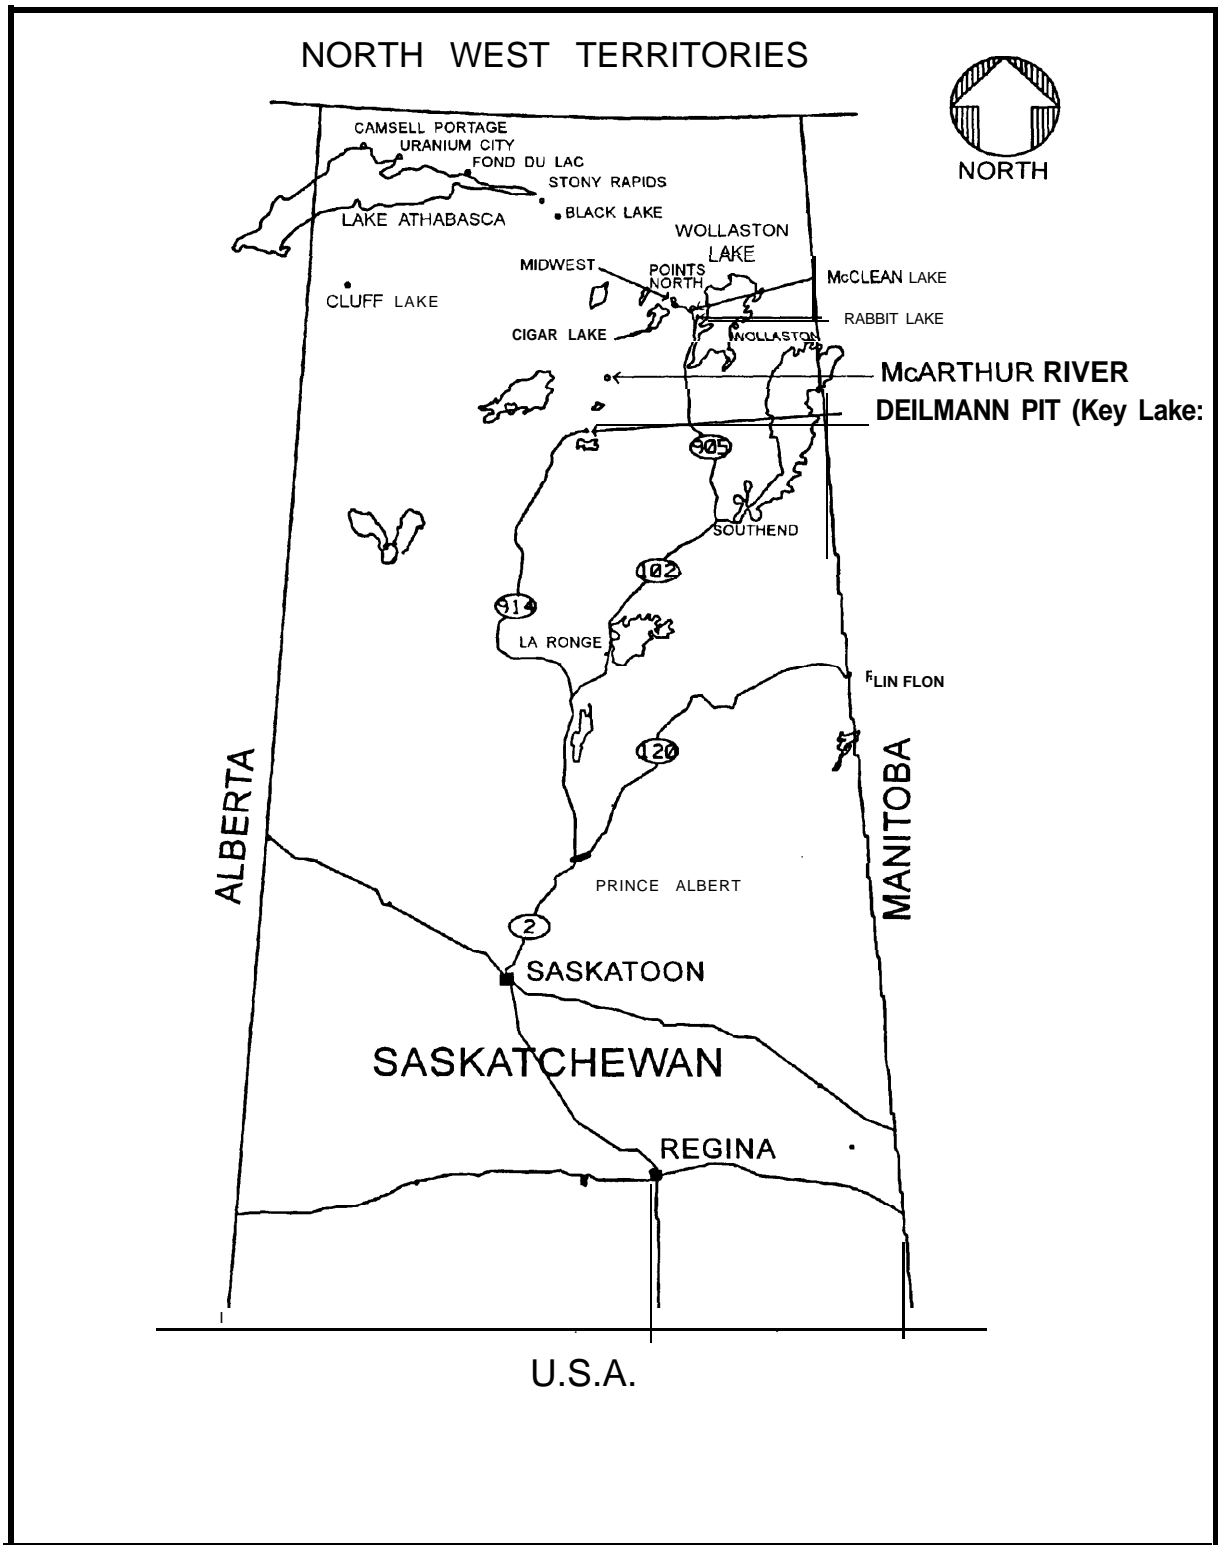 NORTH WEST TERRITORIES
NORTH
CAMSELL PORTAGE
URANIUM CITY
FOND DU LAC
STONY RAPIDS
BLACK LAKE
LAKE ATHABASCA
WOLLASTON
LAKE
MIDWEST
POINTS
NORTH
McCLEAN LAKE
CLUFF LAKE
RABBIT LAKE
CIGAR LAKE
WOLLASTON
McARTHUR RIVER
DEILMANN PIT (Key Lake:
905
SOUTHEND
102
914
LA RONGE
FLIN FLON
120
ALBERTA
MANITOBA
PRINCE ALBERT
2
SASKATOON
SASKATCHEWAN
REGINA
U.S.A.